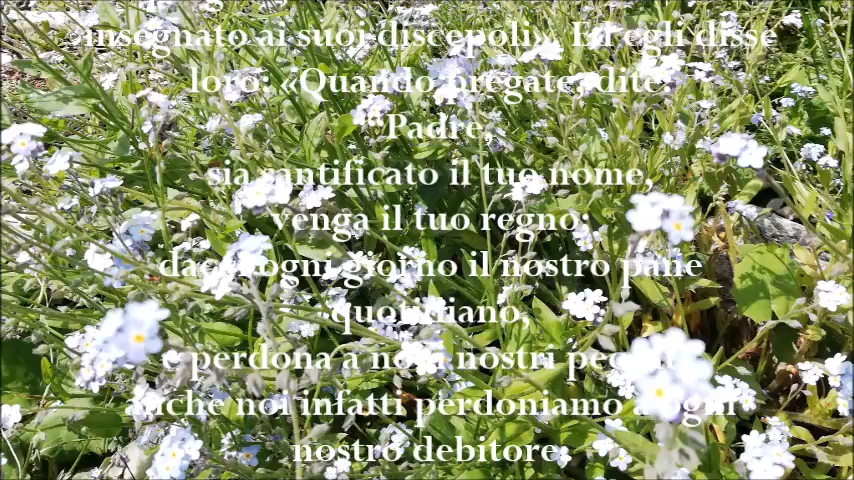 insegnato ai suoi discepoli». Ed egli disse
loro: «Quando pregate, dite:
"Padre,
sia santificato il tuo nome,
venga il tuo regno;
dacci ogni giorno il nostro pane
quotidiano,
e perdona a noi i nostri peccati,
anche noi infatti perdoniamo a ogni
nostro debitore,